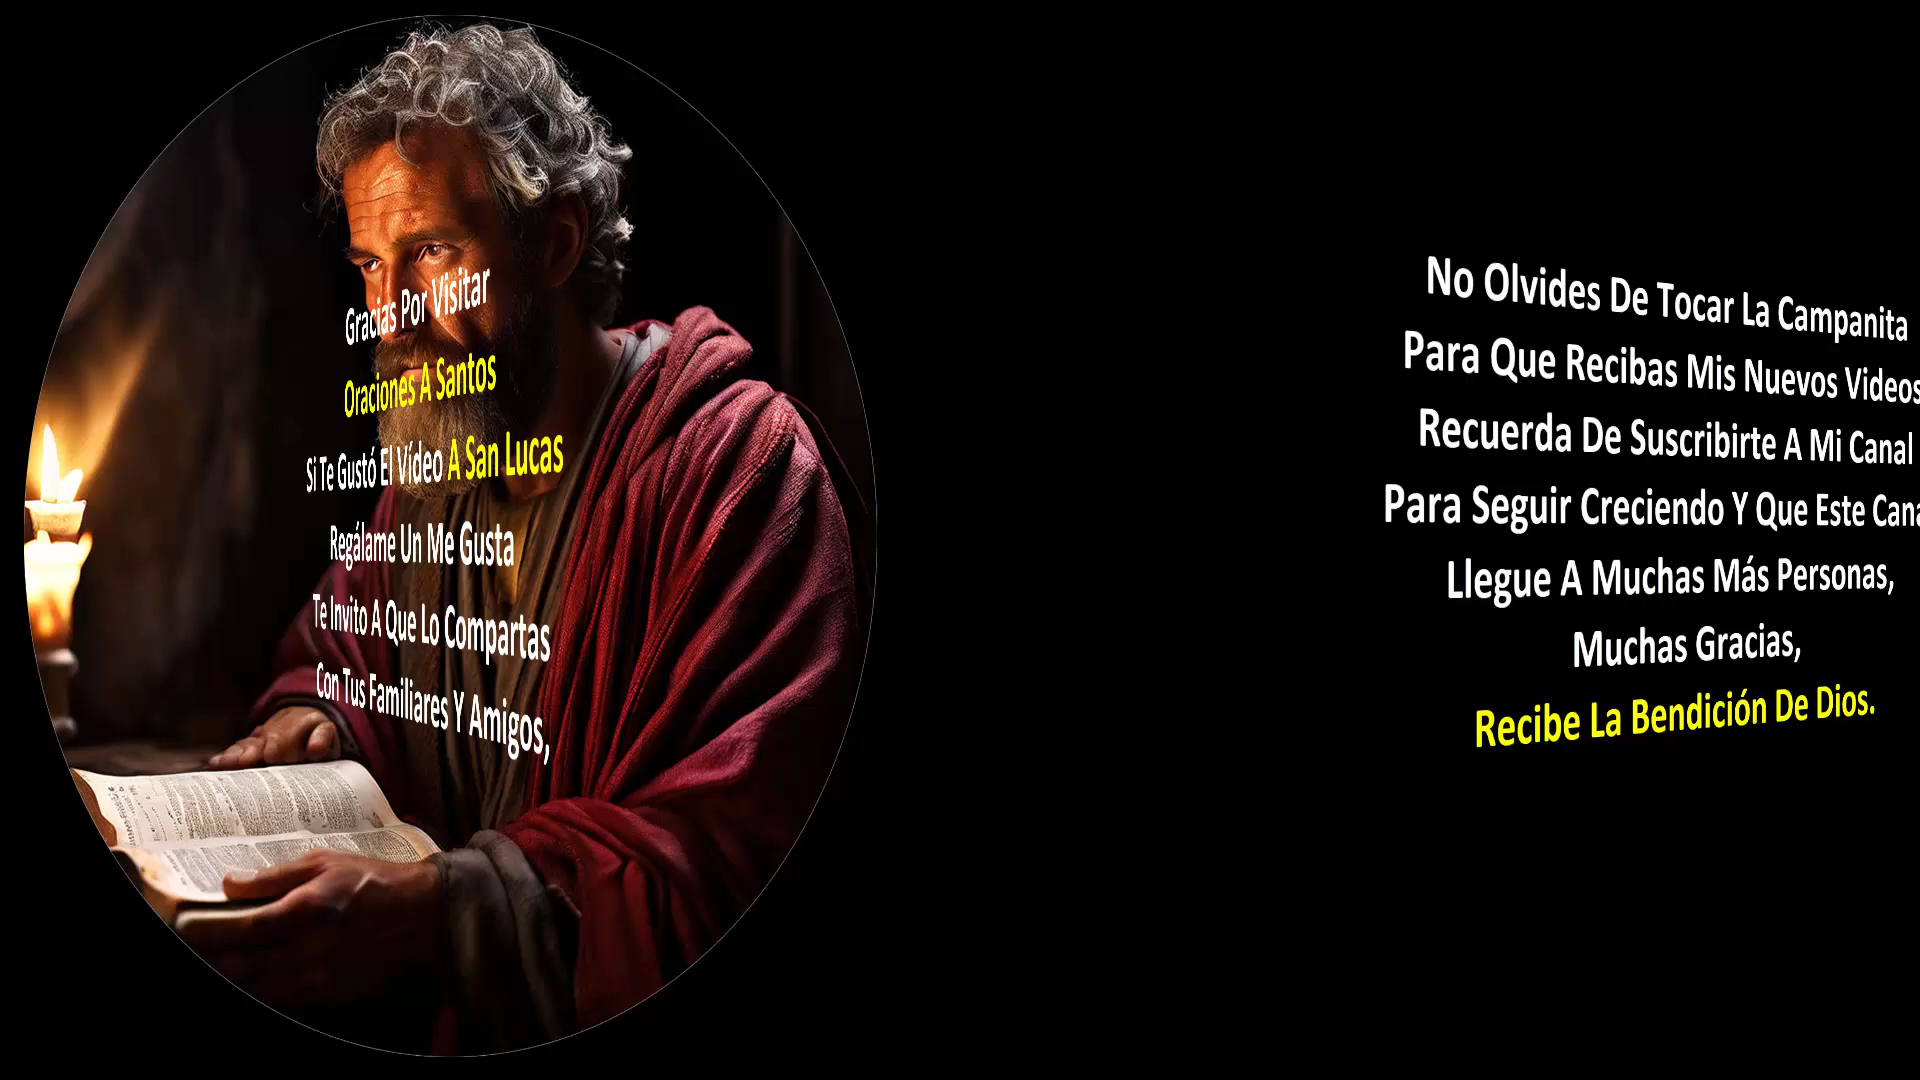 Gracias Por Visitar
Oraciones A Santos
Si Te Gustó El Vídeo A San Lucas
Regálame Un Me Gusta
Te Invito A Que Lo Compartas
Con Tus Familiares Y Amigos,
No Olvides De Tocar La Campanita
Para Que Recibas Mis Nuevos Videos
Recuerda De Suscribirte A Mi Canal
Para Seguir Creciendo Y Que Este Cana
Llegue A Muchas Más Personas,
Muchas Gracias,
Recibe La Bendición De Dios.